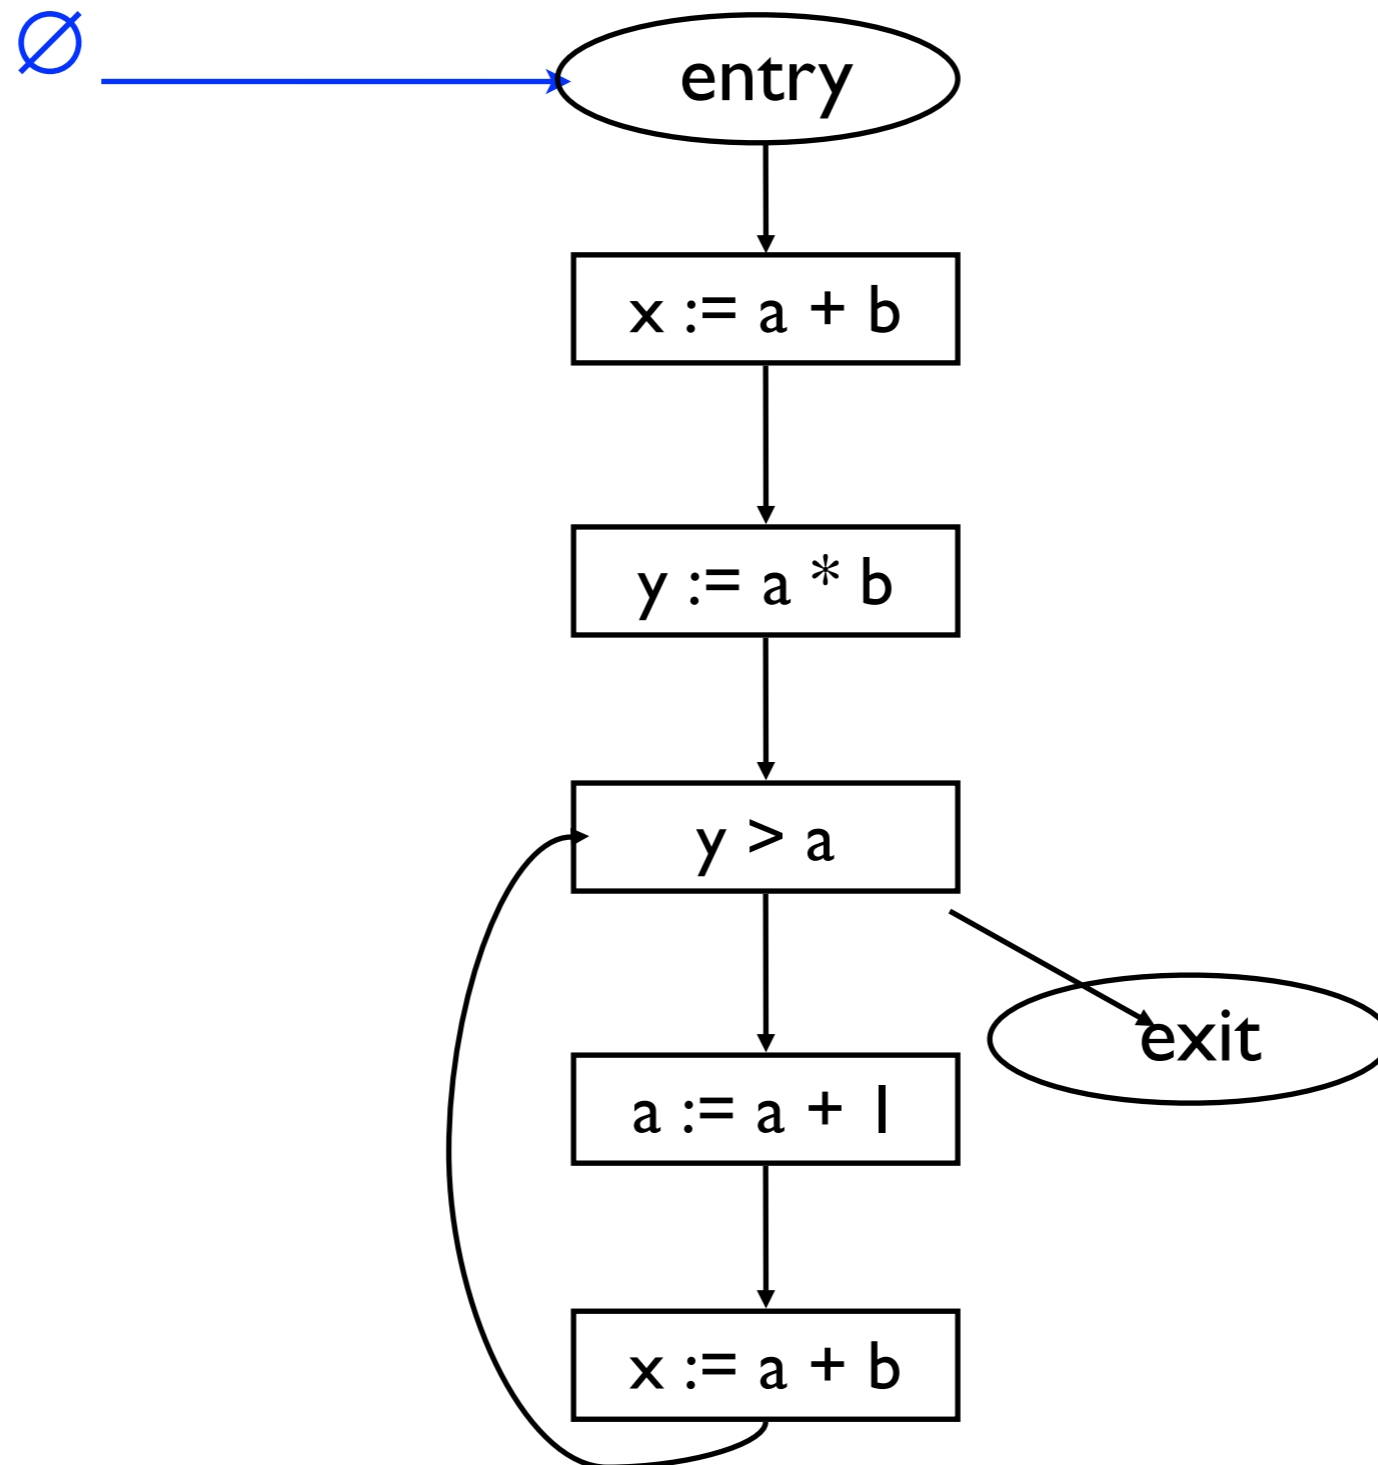 ∅
entry
x := a + b
y := a * b
y > a
exit
a := a + 1
x := a + b